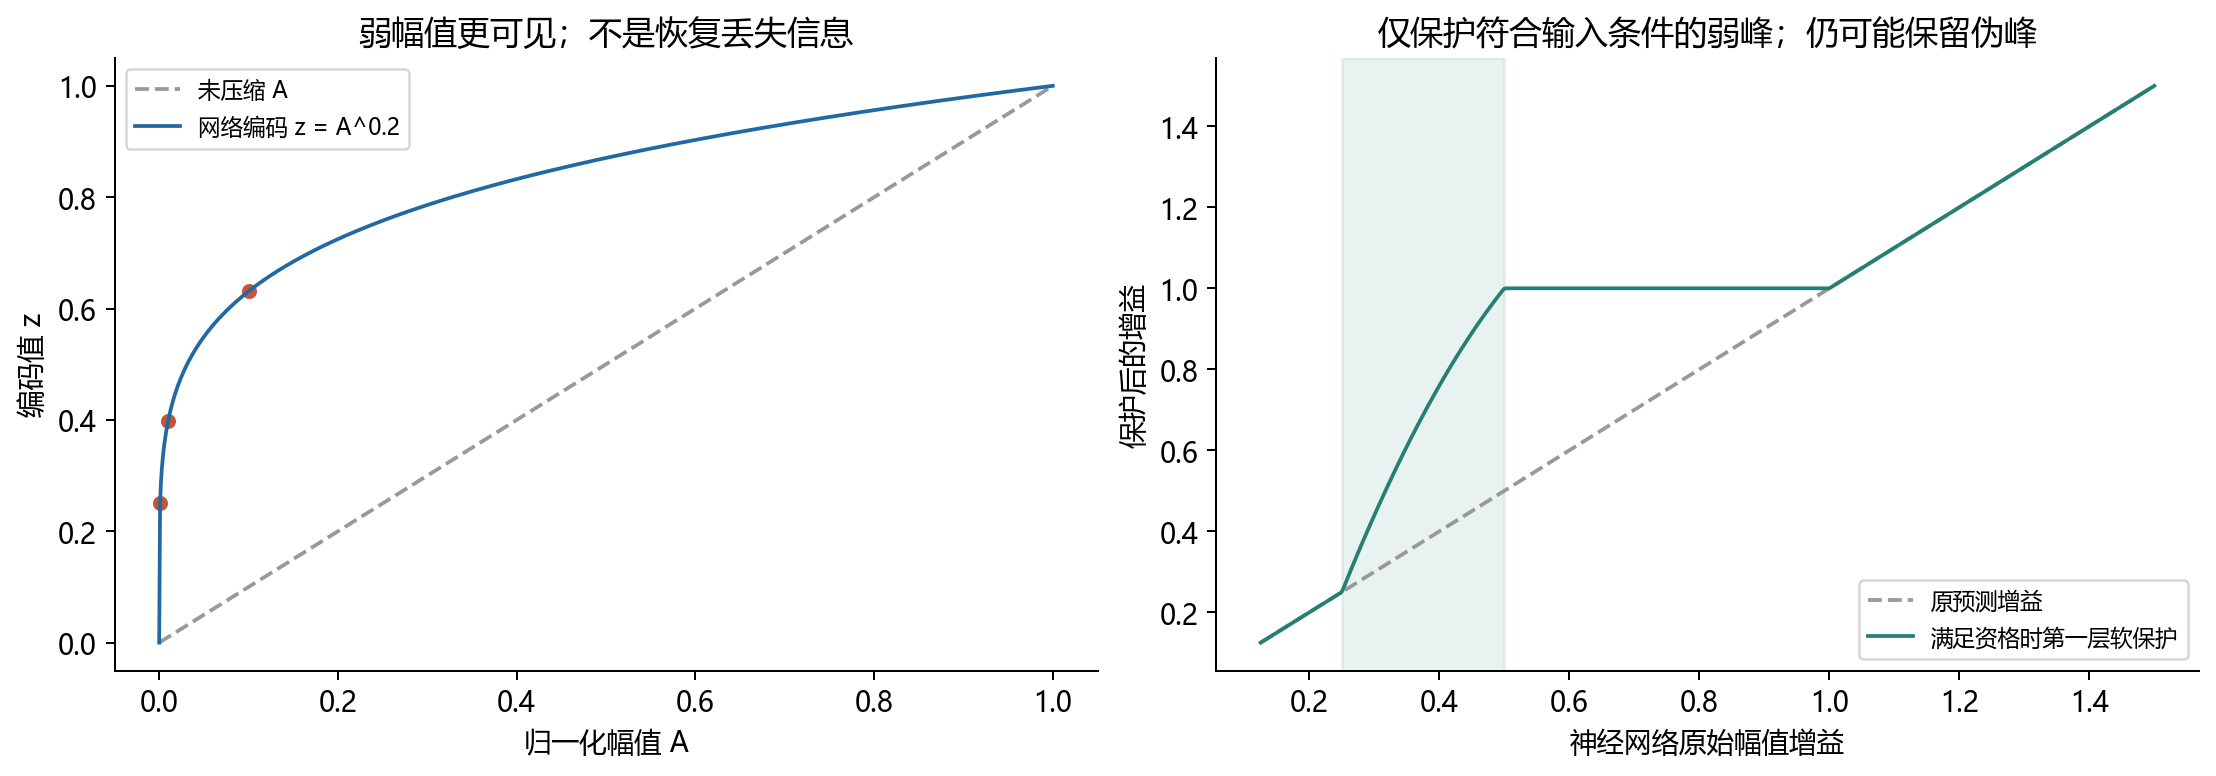 弱幅值更可见；不是恢复丢失信息
未压缩 A
网络编码 z = A^0.2
编码值 z
1.0
0.8
0.6
0.4
0.2
0.0
0.0 0.2 0.4 0.6 0.8 1.0
归一化幅值 A
仅保护符合输入条件的弱峰；仍可能保留伪峰
保护后的增益
1.4
1.2
1.0
0.8
0.6
0.4
0.2
原预测增益
满足资格时第一层软保护
0.2 0.4 0.6 0.8 1.0 1.2 1.4
神经网络原始幅值增益